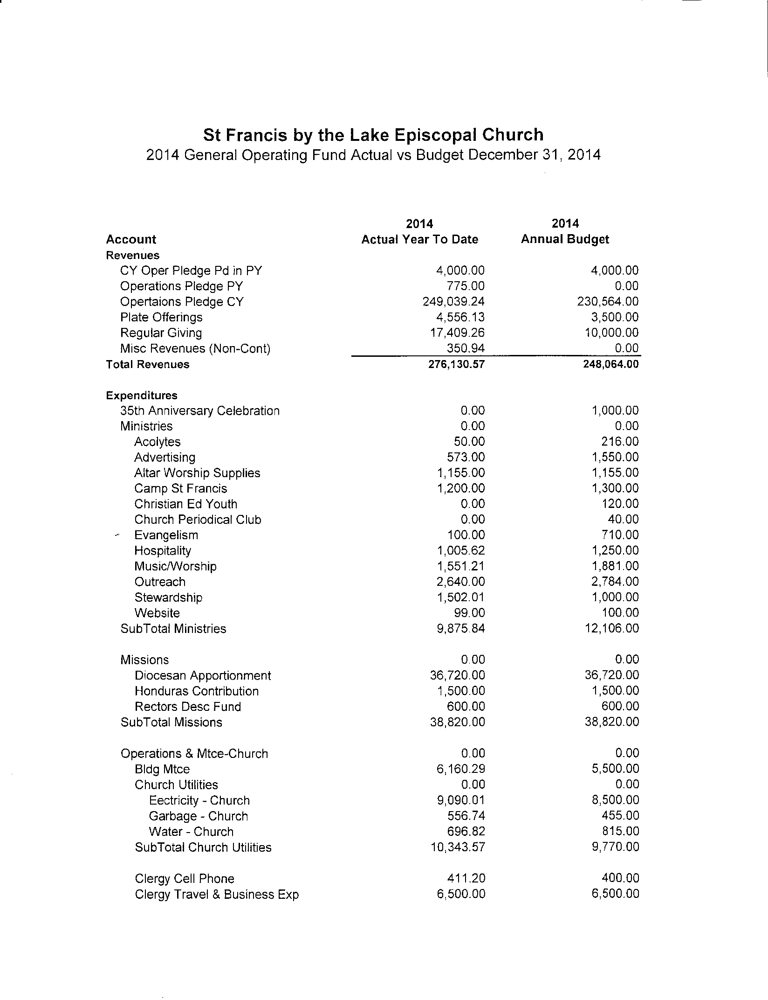 St Francis by the Lake Episcopal Church
2014 General Operating Fund Actual vs Budget December 31, 2014
2014 2014
Account Actual Year To Date Annual Budget
Revenues
CY Oper Pledge Pd in PY 4,000.00 4,000.00
Operations Pledge PY 775.00 0.00
Opertaions Pledge CY 249,039.24 230,564.00
Plate Offerings 4,556.13 3,500.00
Regular Giving 17,409.26 10,000.00
Misc Revenues (Non-Cont) 350.94 0.00
Total Revenues 276,130.57 248,064.00
Expenditures
35th Anniversary Celebration 0.00 1,000.00
Ministries 0.00 0.00
Acolytes 50.00 216.00
Advertising 573.00 1,550.00
Altar Worship Supplies 1,155.00 1,155.00
Camp St Francis 1,200.00 1,300.00
Christian Ed Youth 0.00 120.00
Church Periodical Club 0.00 40.00
Evangelism 100.00 710.00
Hospitality 1,005.62 1,250.00
Music/Worship 1,551.21 1,881.00
Outreach 2,640.00 2,784.00
Stewardship 1,502.01 1,000.00
Website 99.00 100.00
SubTotal Ministries 9,875.84 12,106.00
Missions 0.00 0.00
Diocesan Apportionment 36,720.00 36,720.00
Honduras Contribution 1,500.00 1,500.00
Rectors Desc Fund 600.00 600.00
SubTotal Missions 38,820.00 38,820.00
Operations & Mtce-Church 0.00 0.00
Bldg Mtce 6,160.29 5,500.00
Church Utilities 0.00 0.00
Eectricity - Church 9,090.01 8,500.00
Garbage - Church 556.74 455.00
Water - Church 696.82 815.00
SubTotal Church Utilities 10,343.57 9,770.00
Clergy Cell Phone 411.20 400.00
Clergy Travel & Business Exp 6,500.00 6,500.00